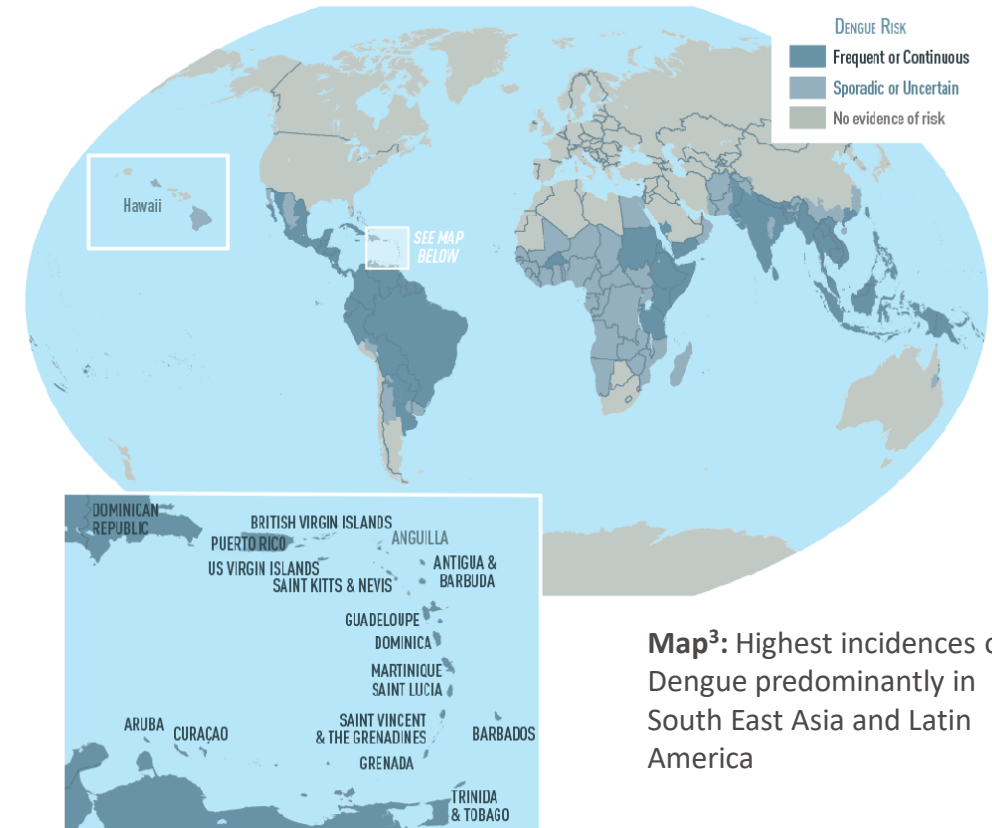 DENGUE RISK
Frequent or Continuous
Sporadic or Uncertain
No evidence of risk
Hawaii
SEE MAP
BELOW
DOMINICAN
REPUBLIC
BRITISH VIRGIN ISLANDS
PUERTO RICO
ANGUILLA
US VIRGIN ISLANDS
ANTIGUA &
BARBUDA
SAINT KITTS & NEVIS
GUADELOUPE
DOMINICA
MARTINIQUE
SAINT LUCIA
SAINT VINCENT
& THE GRENADINES
BARBADOS
ARUBA
CURAÇAO
GRENADA
TRINIDA
& TOBAGO
Map³: Highest incidences
Dengue predominantly in
South East Asia and Latin
America